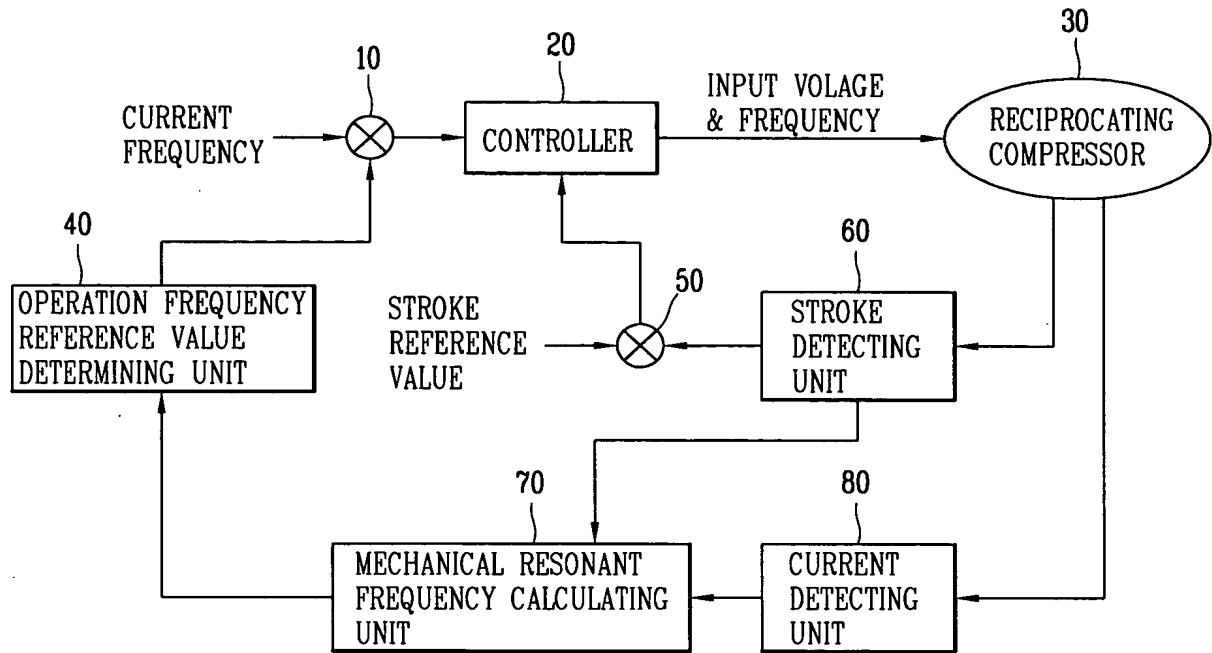 10
20
30
CURRENT
FREQUENCY
CONTROLLER
INPUT VOLAGE
& FREQUENCY
RECIPROCATING
COMPRESSOR
40
OPERATION FREQUENCY
REFERENCE VALUE
DETERMINING UNIT
STROKE
REFERENCE
VALUE
50
60
STROKE
DETECTING
UNIT
70
MECHANICAL RESONANT
FREQUENCY CALCULATING
UNIT
80
CURRENT
DETECTING
UNIT